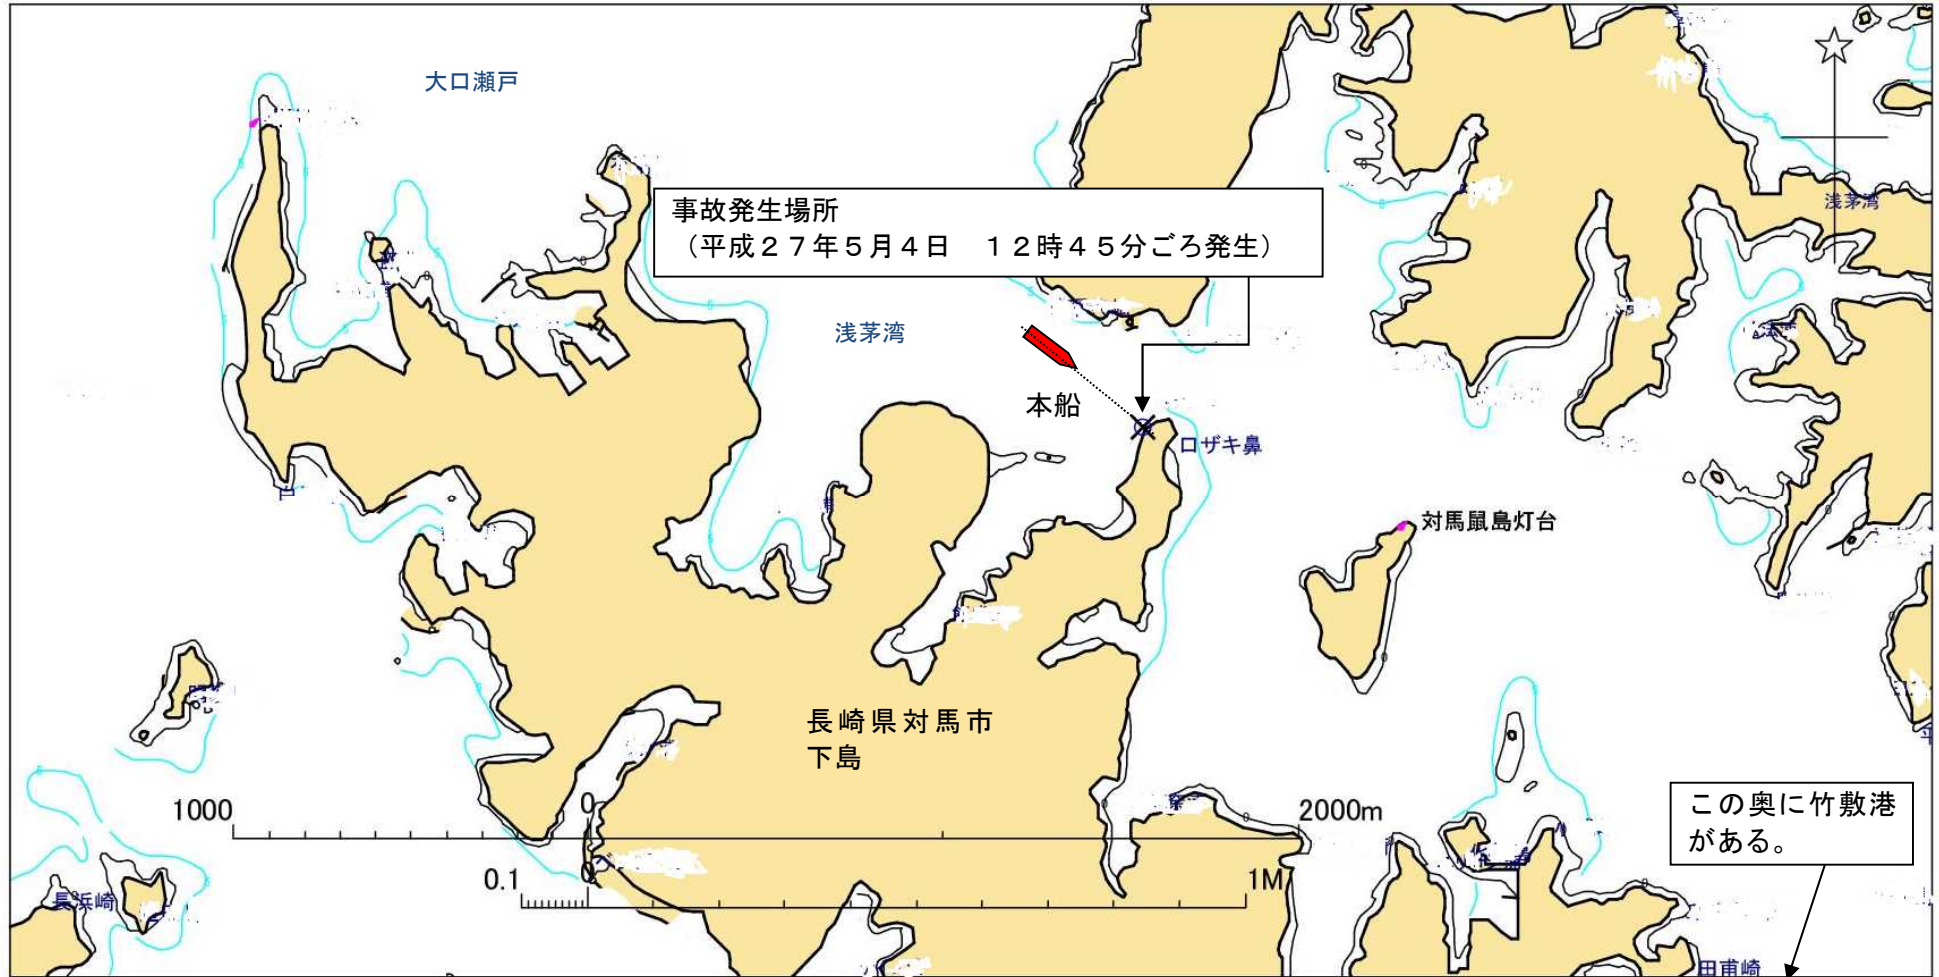 大口瀬戸
事故発生場所
（平成２７年５月４日　１２時４５分ごろ発生）
浅茅湾
浅茅湾
本船
ロザキ鼻
対馬鼠島灯台
長崎県対馬市
下島
1000
0
2000m
0.1
0
1M
この奥に竹敷港
がある。
長浜崎
田甫崎